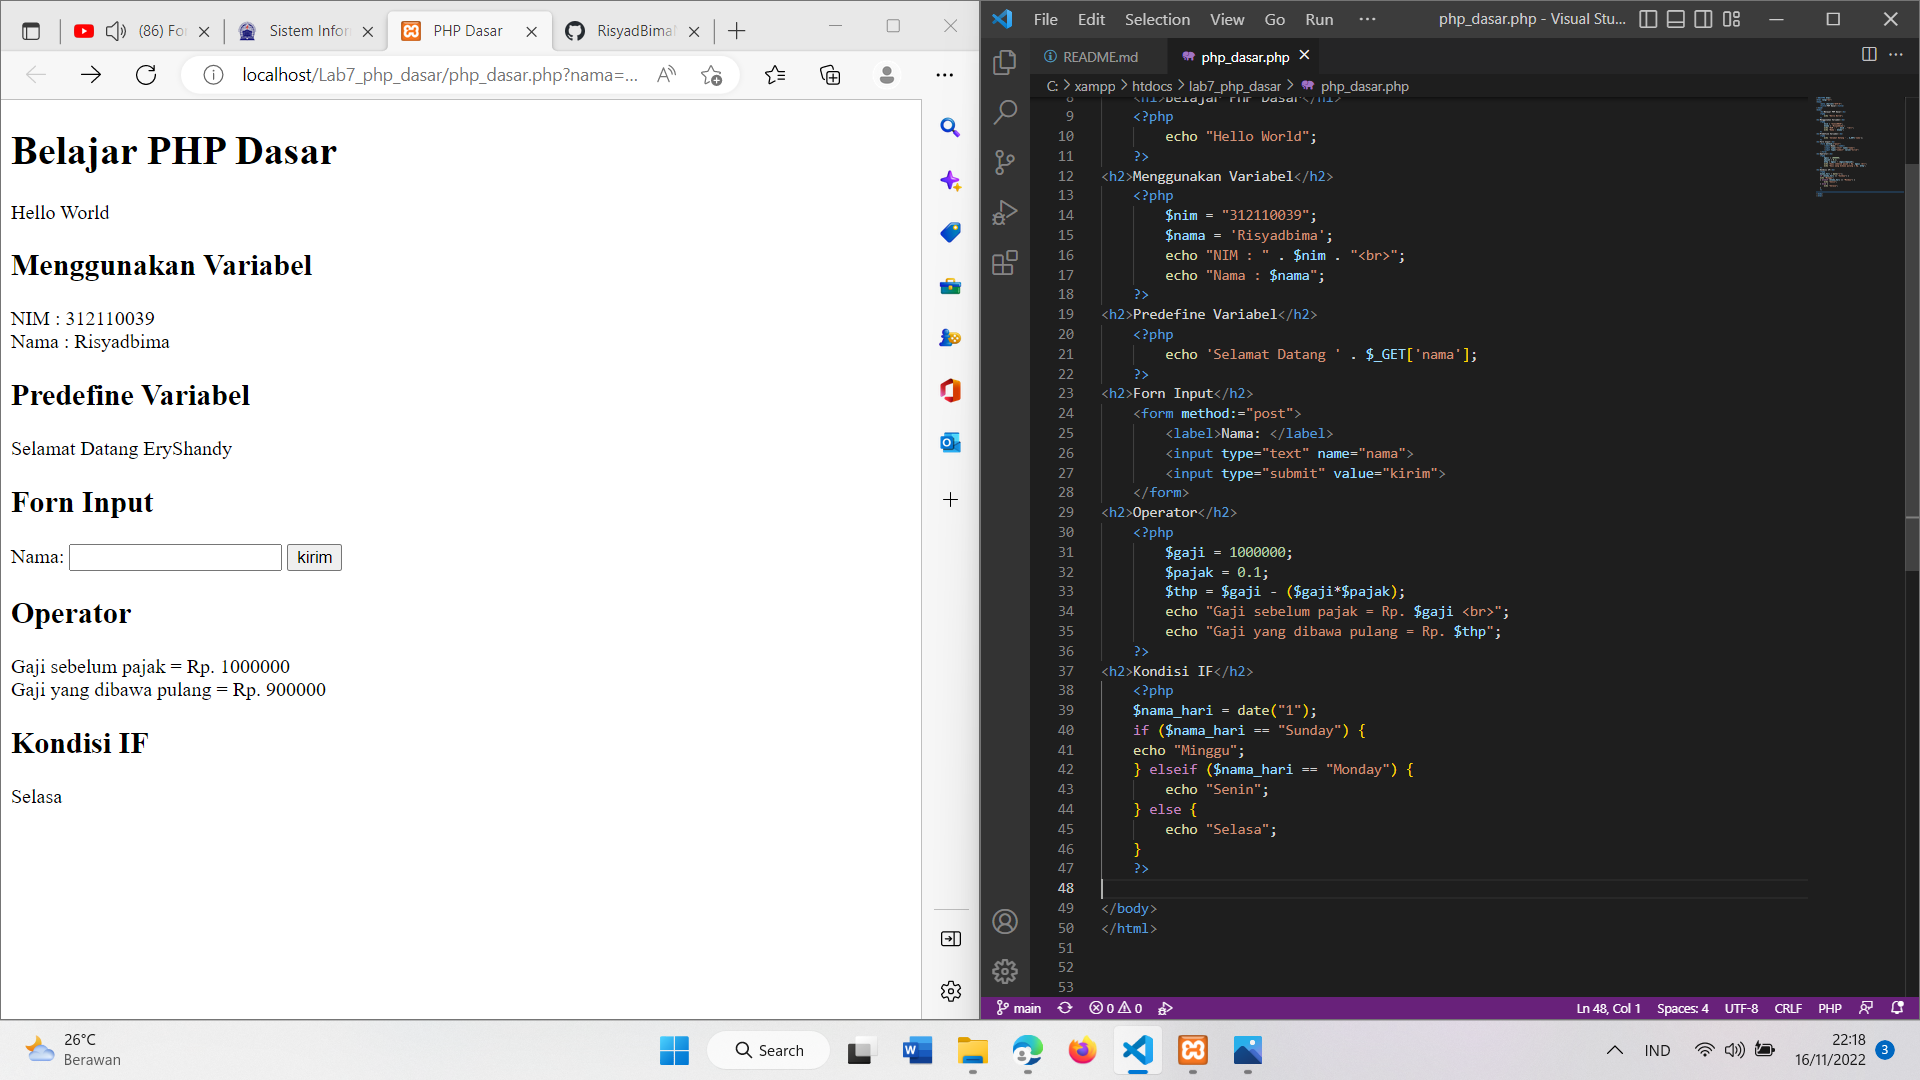 (86) Fo
Sistem Infor
PHP Dasar
RisyadBima
localhost/Lab7_php_dasar/php_dasar.php?nama=...
Belajar PHP Dasar
Hello World
Menggunakan Variabel
NIM : 312110039
Nama : Risyadbima
Predefine Variabel
Selamat Datang EryShandy
Forn Input
Nama:
kirim
Operator
Gaji sebelum pajak = Rp. 1000000
Gaji yang dibawa pulang = Rp. 900000
Kondisi IF
Selasa
File Edit Selection View Go Run ···
php_dasar.php - Visual Stu...
README.md
php_dasar.php
C: > xampp > htdocs > lab7_php_dasar > php_dasar.php
8 <h1>Belajar PHP Dasar</h1>
9 <?php
10 echo "Hello World";
11 ?>
12 <h2>Menggunakan Variabel</h2>
13 <?php
14 $nim = "312110039";
15 $nama = 'Risyadbima';
16 echo "NIM : " . $nim . "<br>";
17 echo "Nama : $nama";
18 ?>
19 <h2>Predefine Variabel</h2>
20 <?php
21 echo 'Selamat Datang ' . $_GET['nama'];
22 ?>
23 <h2>Forn Input</h2>
24 <form method:="post">
25 <label>Nama: </label>
26 <input type="text" name="nama">
27 <input type="submit" value="kirim">
28 </form>
29 <h2>Operator</h2>
30 <?php
31 $gaji = 1000000;
32 $pajak = 0.1;
33 $thp = $gaji - ($gaji*$pajak);
34 echo "Gaji sebelum pajak = Rp. $gaji <br>";
35 echo "Gaji yang dibawa pulang = Rp. $thp";
36 ?>
37 <h2>Kondisi IF</h2>
38 <?php
39 $nama_hari = date("1");
40 if ($nama_hari == "Sunday") {
41 echo "Minggu";
42 } elseif ($nama_hari == "Monday") {
43 echo "Senin";
44 } else {
45 echo "Selasa";
46 }
47 ?>
48
49 </body>
50 </html>
51
52
53
main 0 0 Ln 48, Col 1 Spaces: 4 UTF-8 CRLF PHP
26°C
Berawan
Search
IND
22:18
16/11/2022
3